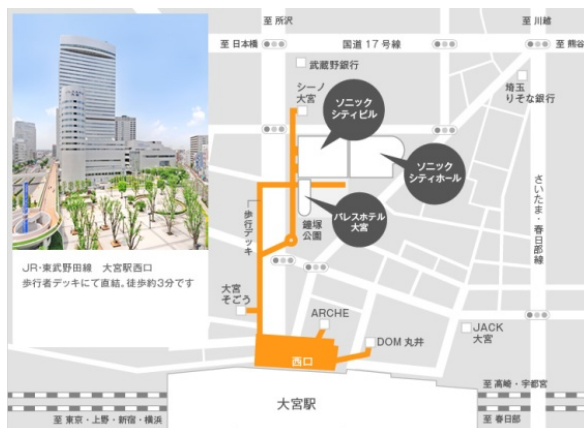 至 所沢
至 川越
至 日本橋
国道17号線
至 熊谷
武蔵野銀行
シーノ
大宮
ソニック
シティビル
埼玉
りそな銀行
ソニック
シティホール
さいたま・春日部線
パレスホテル
大宮
鐘塚
公園
歩行デッキ
JR・東武野田線 大宮駅西口
歩行者デッキにて直結。徒歩約3分です
大宮
そごう
ARCHE
DOM 丸井
JACK
大宮
西口
至 高崎・宇都宮
大宮駅
至 東京・上野・新宿・横浜
至 春日部